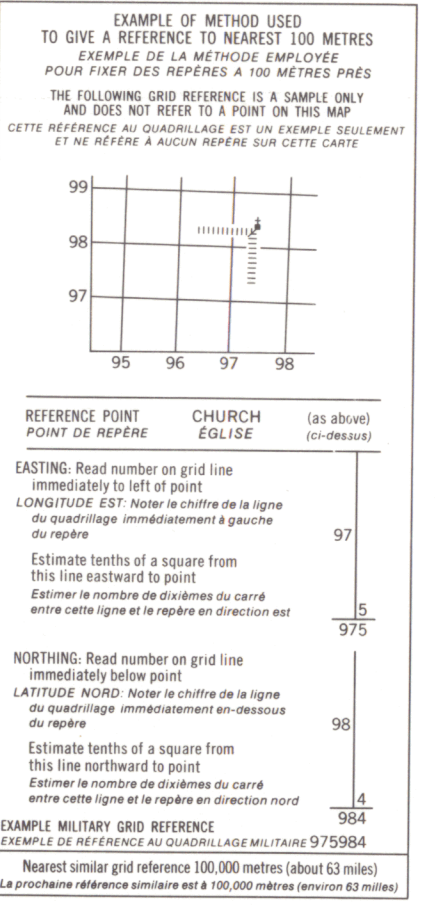 EXAMPLE OF METHOD USED
TO GIVE A REFERENCE TO NEAREST 100 METRES
EXEMPLE DE LA MÉTHODE EMPLOYÉE
POUR FIXER DES REPÈRES A 100 MÈTRES PRÈS
THE FOLLOWING GRID REFERENCE IS A SAMPLE ONLY
AND DOES NOT REFER TO A POINT ON THIS MAP
CETTE RÉFÉRENCE AU QUADRILLAGE EST UN EXEMPLE SEULEMENT
ET NE RÉFÈRE À AUCUN REPÈRE SUR CETTE CARTE
99
98
97
95 96 97 98
REFERENCE POINT CHURCH (as above)
POINT DE REPÈRE ÉGLISE (ci-dessus)
EASTING: Read number on grid line
immediately to left of point
LONGITUDE EST: Noter le chiffre de la ligne
du quadrillage immédiatement à gauche
du repère 97
Estimate tenths of a square from
this line eastward to point
Estimer le nombre de dixièmes du carré
entre cette ligne et le repère en direction est 5
975
NORTHING: Read number on grid line
immediately below point
LATITUDE NORD: Noter le chiffre de la ligne
du quadrillage immédiatement en-dessous
du repère 98
Estimate tenths of a square from
this line northward to point
Estimer le nombre de dixièmes du carré
entre cette ligne et le repère en direction nord 4
984
EXAMPLE MILITARY GRID REFERENCE
EXEMPLE DE RÉFÉRENCE AU QUADRILLAGE MILITAIRE 975984
Nearest similar grid reference 100,000 metres (about 63 miles)
La prochaine référence similaire est à 100,000 mètres (environ 63 milles)